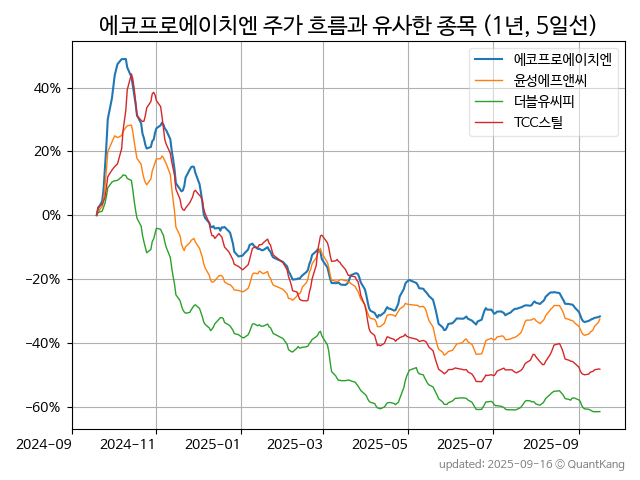 에코프로에이치엔 주가 흐름과 유사한 종목 (1년, 5일선)
에코프로에이치엔
윤성에프앤씨
더블유씨피
TCC스틸
40%
20%
0%
−20%
−40%
−60%
2024-09 2024-11 2025-01 2025-03 2025-05 2025-07 2025-09
updated: 2025-09-16 © QuantKang